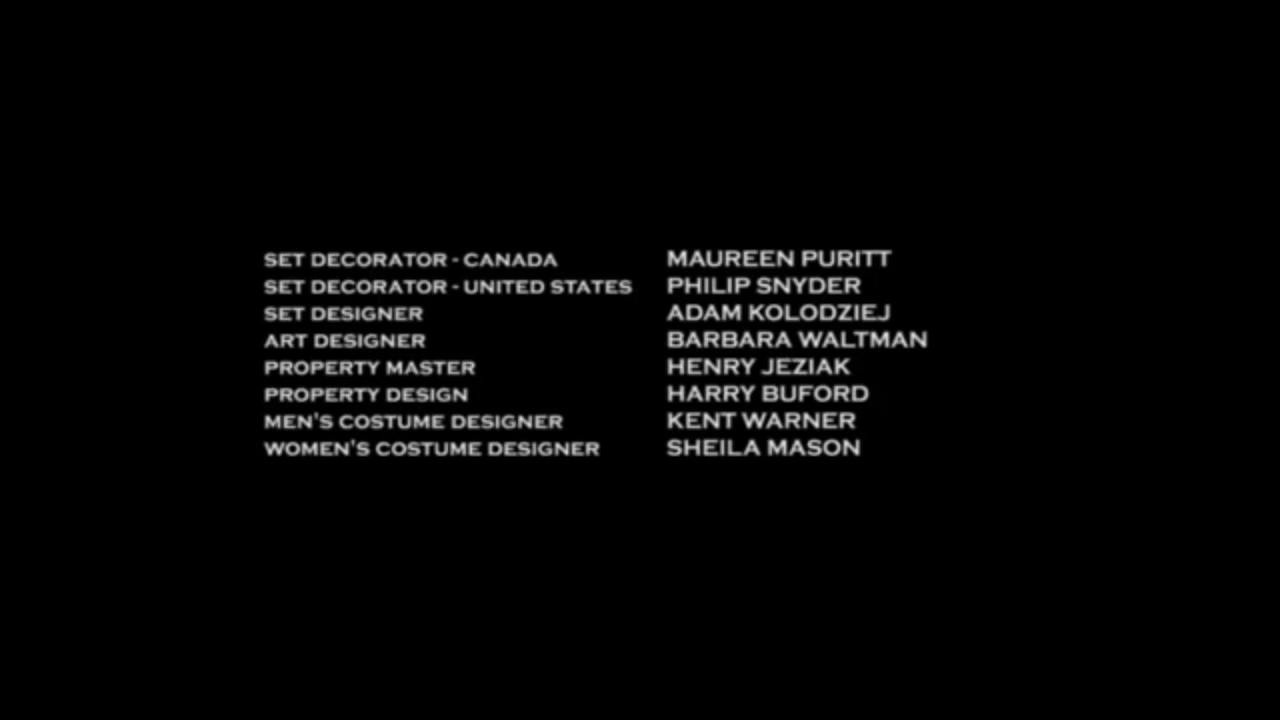 SET DECORATOR - CANADA MAUREEN PURITT
SET DECORATOR - UNITED STATES PHILIP SNYDER
SET DESIGNER ADAM KOLODZIEJ
ART DESIGNER BARBARA WALTMAN
PROPERTY MASTER HENRY JEZIAK
PROPERTY DESIGN HARRY BUFORD
MEN'S COSTUME DESIGNER KENT WARNER
WOMEN'S COSTUME DESIGNER SHEILA MASON